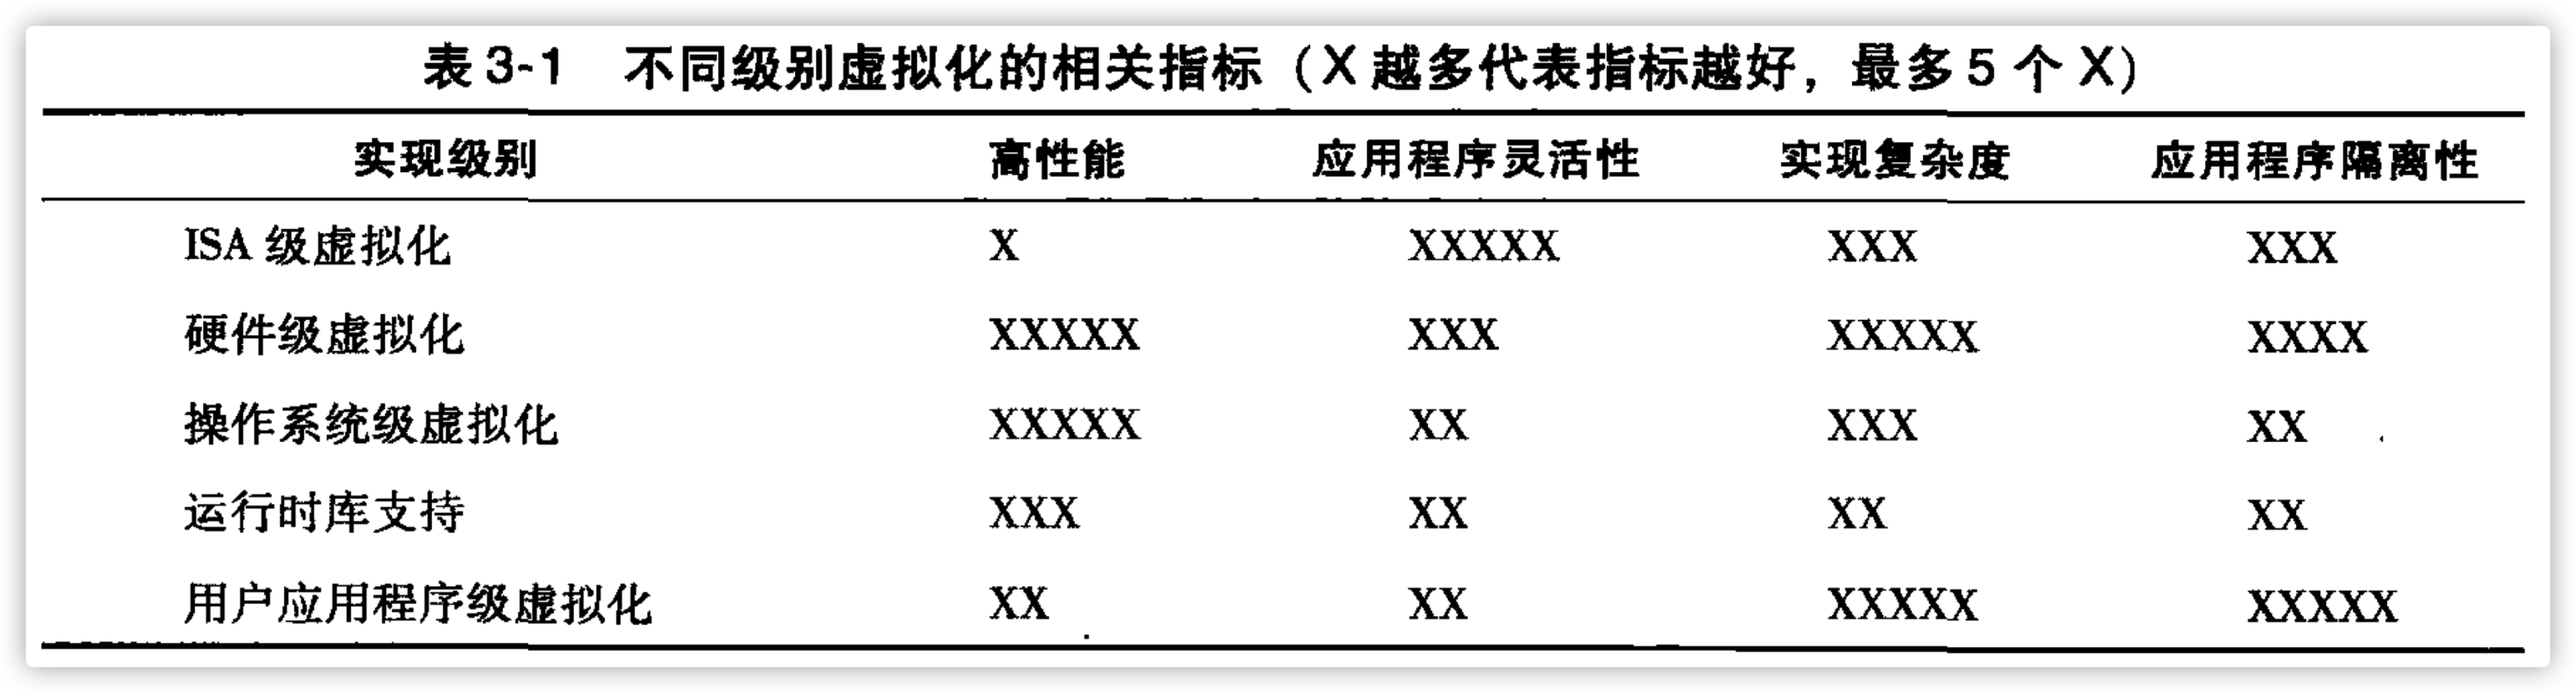 表 3-1 不同级别虚拟化的相关指标（X 越多代表指标越好，最多 5 个 X）
实现级别 高性能 应用程序灵活性 实现复杂度 应用程序隔离性
ISA 级虚拟化 X XXXXX XXX XXX
硬件级虚拟化 XXXXX XXX XXXXX XXXX
操作系统级虚拟化 XXXXX XX XXX XX
运行时库支持 XXX XX XX XX
用户应用程序级虚拟化 XX XX XXXXX XXXXX